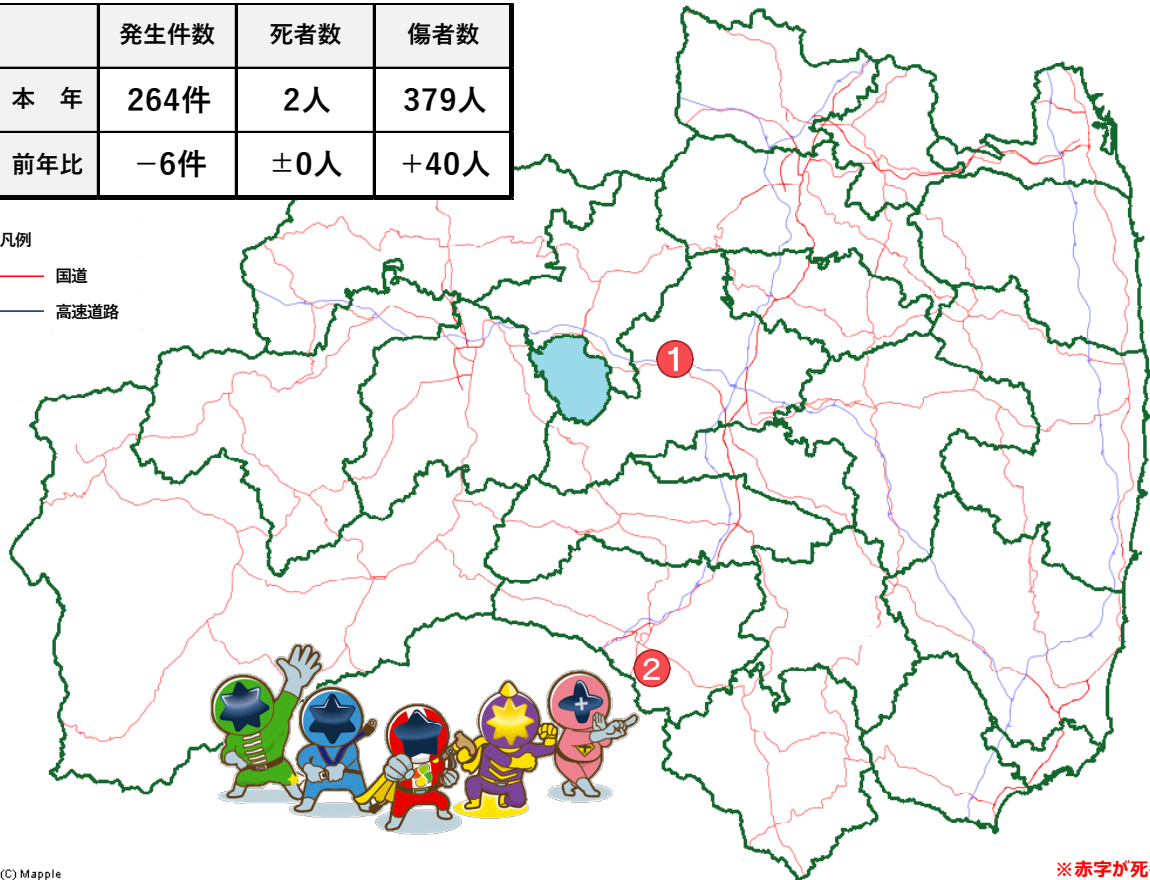 発生件数 死者数 傷者数
本　年 264件 2人 379人
前年比 −6件 ±0人 +40人
凡例
国道
高速道路
1
2
(C) Mapple
※赤字が死